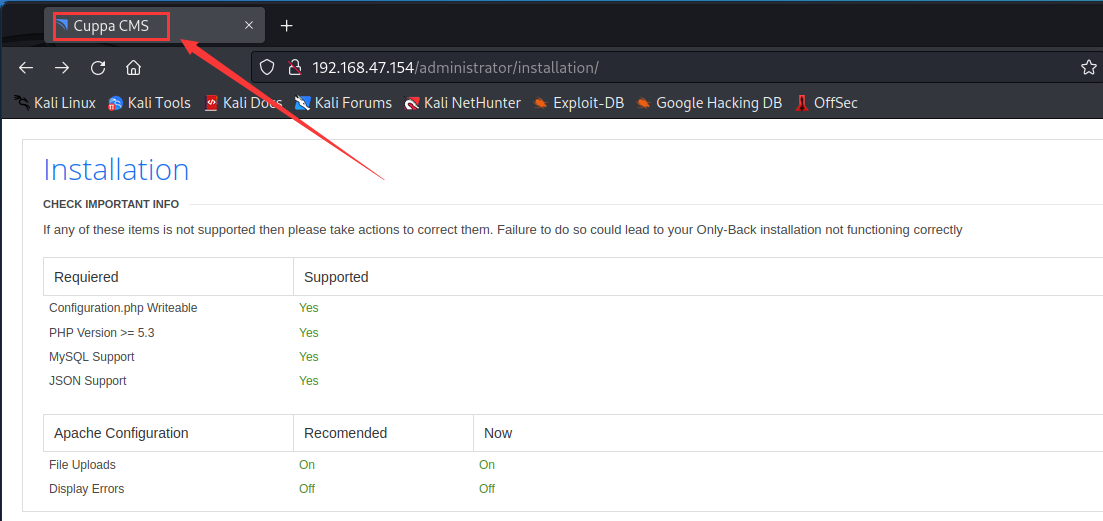 Cuppa CMS
192.168.47.154/administrator/installation/
Kali Linux Kali Tools Kali Docs Kali Forums Kali NetHunter Exploit-DB Google Hacking DB OffSec
Installation
CHECK IMPORTANT INFO
If any of these items is not supported then please take actions to correct them. Failure to do so could lead to your Only-Back installation not functioning correctly
Requiered Supported
Configuration.php Writeable Yes
PHP Version >= 5.3 Yes
MySQL Support Yes
JSON Support Yes
Apache Configuration Recomended Now
File Uploads On On
Display Errors Off Off